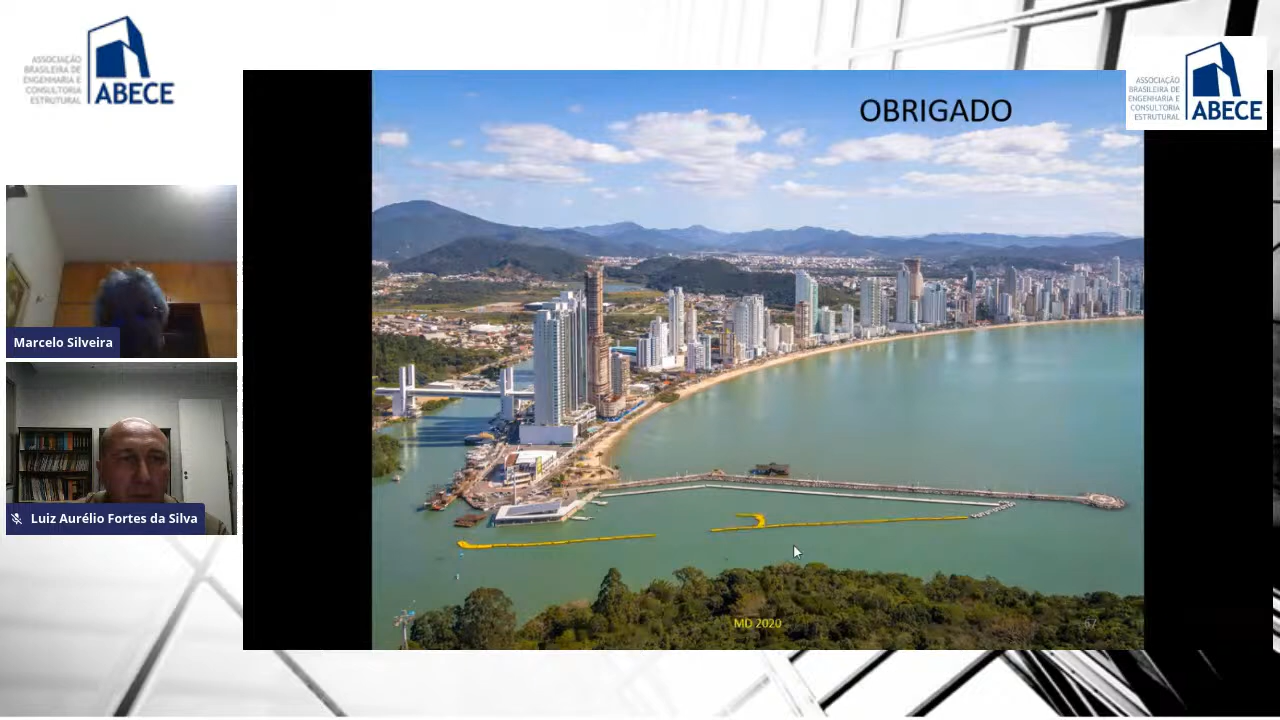 ASSOCIAÇÃO
BRASILEIRA DE
ENGENHARIA E
CONSULTORIA
ESTRUTURAL
ABECE
ASSOCIAÇÃO
BRASILEIRA DE
ENGENHARIA E
CONSULTORIA
ESTRUTURAL
ABECE
OBRIGADO
Marcelo Silveira
Luiz Aurélio Fortes da Silva
MD 2020
67